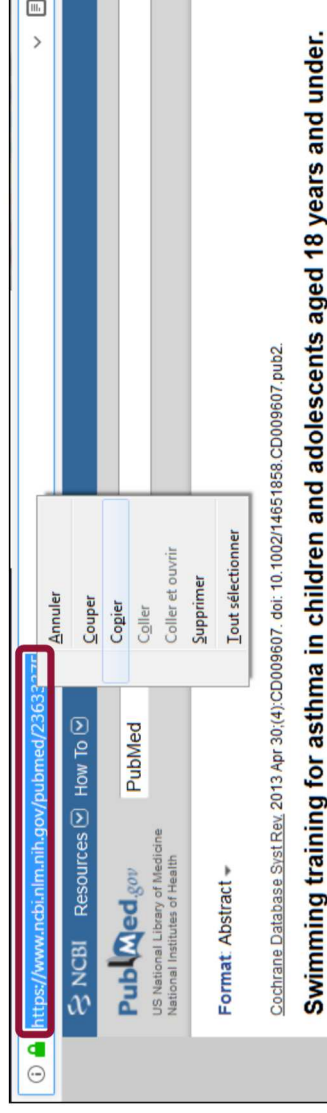 https://www.ncbi.nlm.nih.gov/pubmed/23633
NCBI Resources How To
PubMed.gov
US National Library of Medicine
National Institutes of Health
PubMed
Annuler
Couper
Copier
Coller
Coller et ouvrir
Supprimer
Tout sélectionner
Format: Abstract
Cochrane Database Syst Rev. 2013 Apr 30;(4):CD009607. doi: 10.1002/14651858.CD009607.pub2.
Swimming training for asthma in children and adolescents aged 18 years and under.